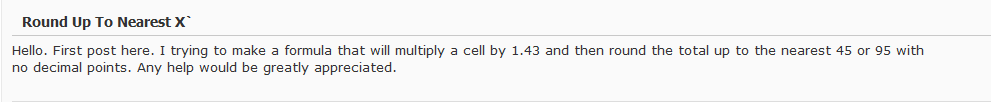 Round Up To Nearest X`
Hello. First post here. I trying to make a formula that will multiply a cell by 1.43 and then round the total up to the nearest 45 or 95 with
no decimal points. Any help would be greatly appreciated.